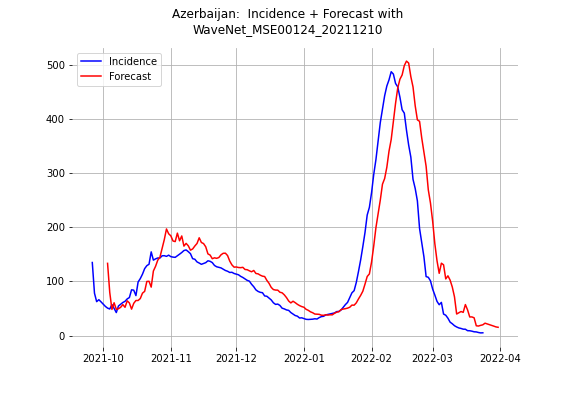 Azerbaijan:  Incidence + Forecast with
WaveNet_MSE00124_20211210
Incidence
Forecast
500
400
300
200
100
0
2021-10 2021-11 2021-12 2022-01 2022-02 2022-03 2022-04